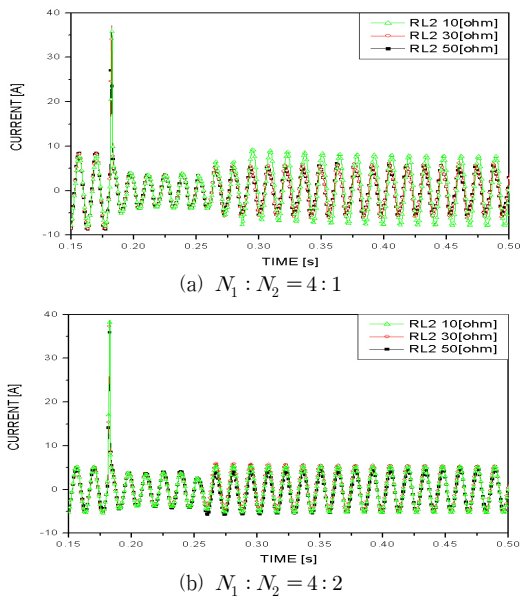 40
30
20
10
0
-10
CURRENT [A]
RL2 10 [ohm]
RL2 30 [ohm]
RL2 50 [ohm]
0.15 0.20 0.25 0.30 0.35 0.40 0.45 0.50
TIME [s]
(a) N₁ : N₂ = 4 : 1
40
30
20
10
0
-10
CURRENT [A]
RL2 10[ohm]
RL2 30[ohm]
RL2 50[ohm]
0.15 0.20 0.25 0.30 0.35 0.40 0.45 0.50
TIME [s]
(b) N₁ : N₂ = 4 : 2